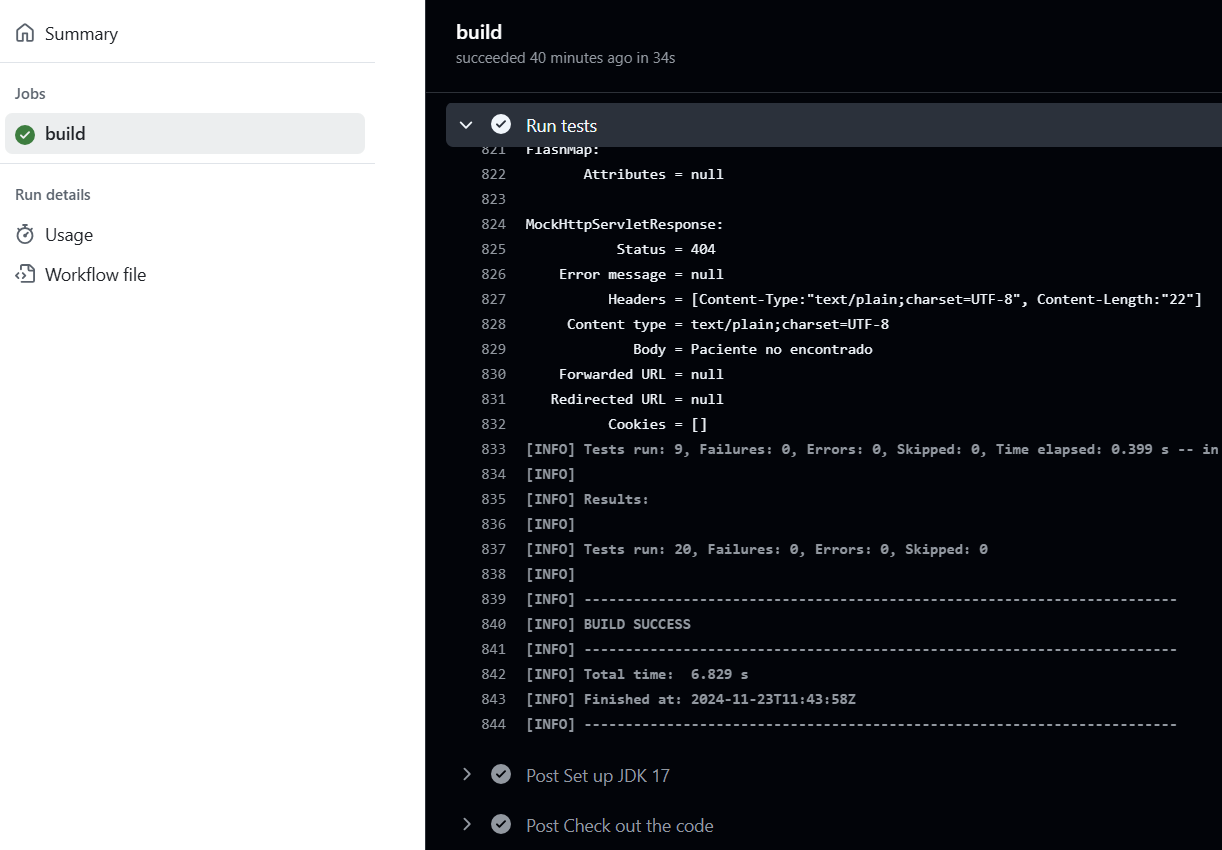 Summary
Jobs
build
Run details
Usage
Workflow file
build
succeeded 40 minutes ago in 34s
Run tests
821 FlashMap:
822 Attributes = null
823
824 MockHttpServletResponse:
825 Status = 404
826 Error message = null
827 Headers = [Content-Type:"text/plain;charset=UTF-8", Content-Length:"22"]
828 Content type = text/plain;charset=UTF-8
829 Body = Paciente no encontrado
830 Forwarded URL = null
831 Redirected URL = null
832 Cookies = []
833 [INFO] Tests run: 9, Failures: 0, Errors: 0, Skipped: 0, Time elapsed: 0.399 s -- in
834 [INFO]
835 [INFO] Results:
836 [INFO]
837 [INFO] Tests run: 20, Failures: 0, Errors: 0, Skipped: 0
838 [INFO]
839 [INFO] ------------------------------------------------------------------------
840 [INFO] BUILD SUCCESS
841 [INFO] ------------------------------------------------------------------------
842 [INFO] Total time:  6.829 s
843 [INFO] Finished at: 2024-11-23T11:43:58Z
844 [INFO] ------------------------------------------------------------------------
Post Set up JDK 17
Post Check out the code